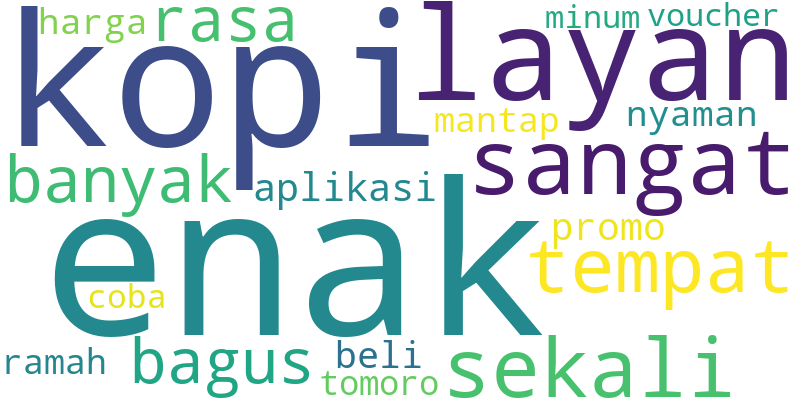 harga rasa minum voucher
kopi layan
mantap nyaman
banyak aplikasi sangat
enak promo
coba tempat
ramah bagus beli sekali
tomoro